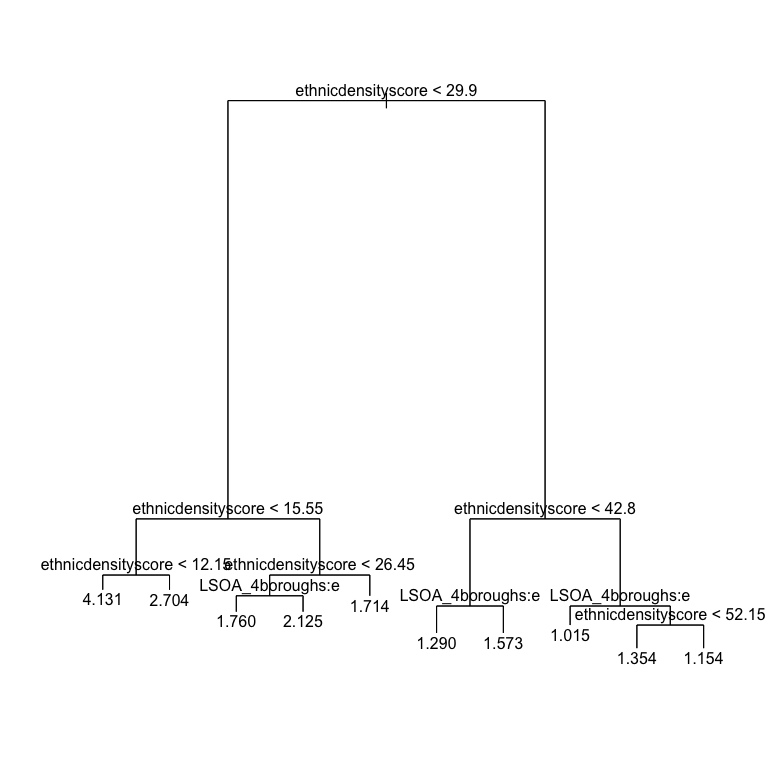 ethnicdensityscore < 29.9
ethnicdensityscore < 15.55
ethnicdensityscore < 42.8
ethnicdensityscore < 12.15
ethnicdensityscore < 26.45
LSOA_4boroughs:e
LSOA_4boroughs:e
LSOA_4boroughs:e
4.131
2.704
1.714
ethnicdensityscore < 52.15
1.760
2.125
1.290
1.573
1.015
1.354
1.154